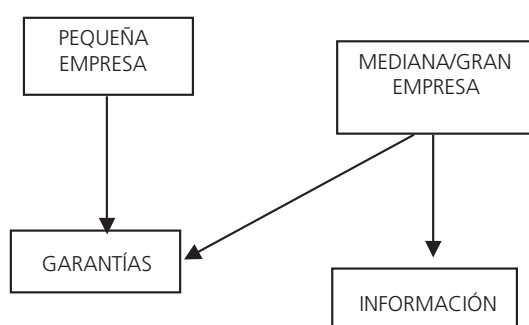 PEQUEÑA
EMPRESA
MEDIANA/GRAN
EMPRESA
GARANTÍAS
INFORMACIÓN